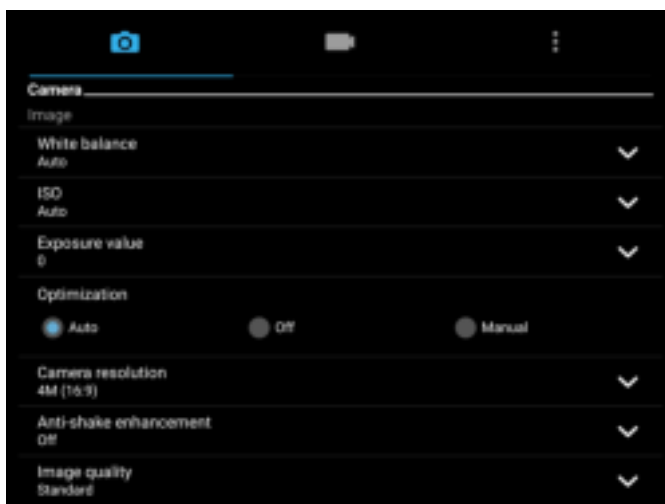 Camera
Image
White balance
Auto
ISO
Auto
Exposure value
0
Optimization
Auto Off Manual
Camera resolution
4M (16:9)
Anti-shake enhancement
Off
Image quality
Standard